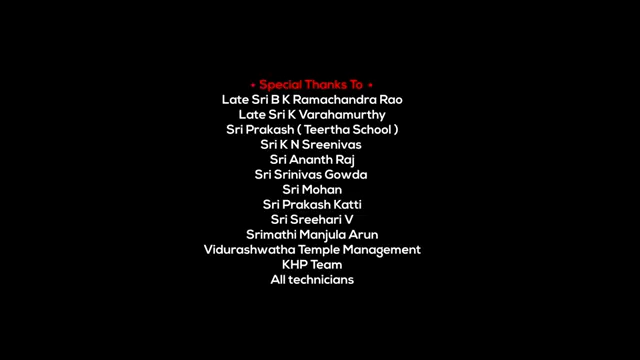 • Special Thanks To •
Late Sri B K Ramachandra Rao
Late Sri K Varahamurthy
Sri Prakash ( Teertha School )
Sri K N Sreenivas
Sri Ananth Raj
Sri Srinivas Gowda
Sri Mohan
Sri Prakash Katti
Sri Sreehari V
Srimathi Manjula Arun
Vidurashwatha Temple Management
KHP Team
All technicians